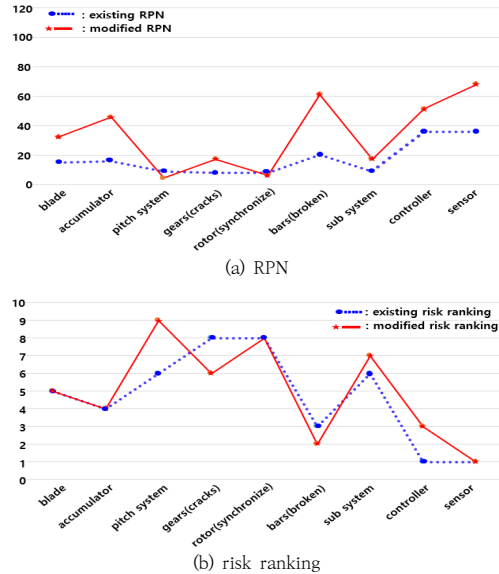 120
: existing RPN
: modified RPN
100
80
60
40
20
0
blade
accumulator
pitch system
gears(cracks)
rotor(synchronize)
bars(broken)
sub system
controller
sensor
(a) RPN
10
: existing risk ranking
9
: modified risk ranking
8
7
6
5
4
3
2
1
0
blade
accumulator
pitch system
gears(cracks)
rotor(synchronize)
bars(broken)
sub system
controller
sensor
(b) risk ranking